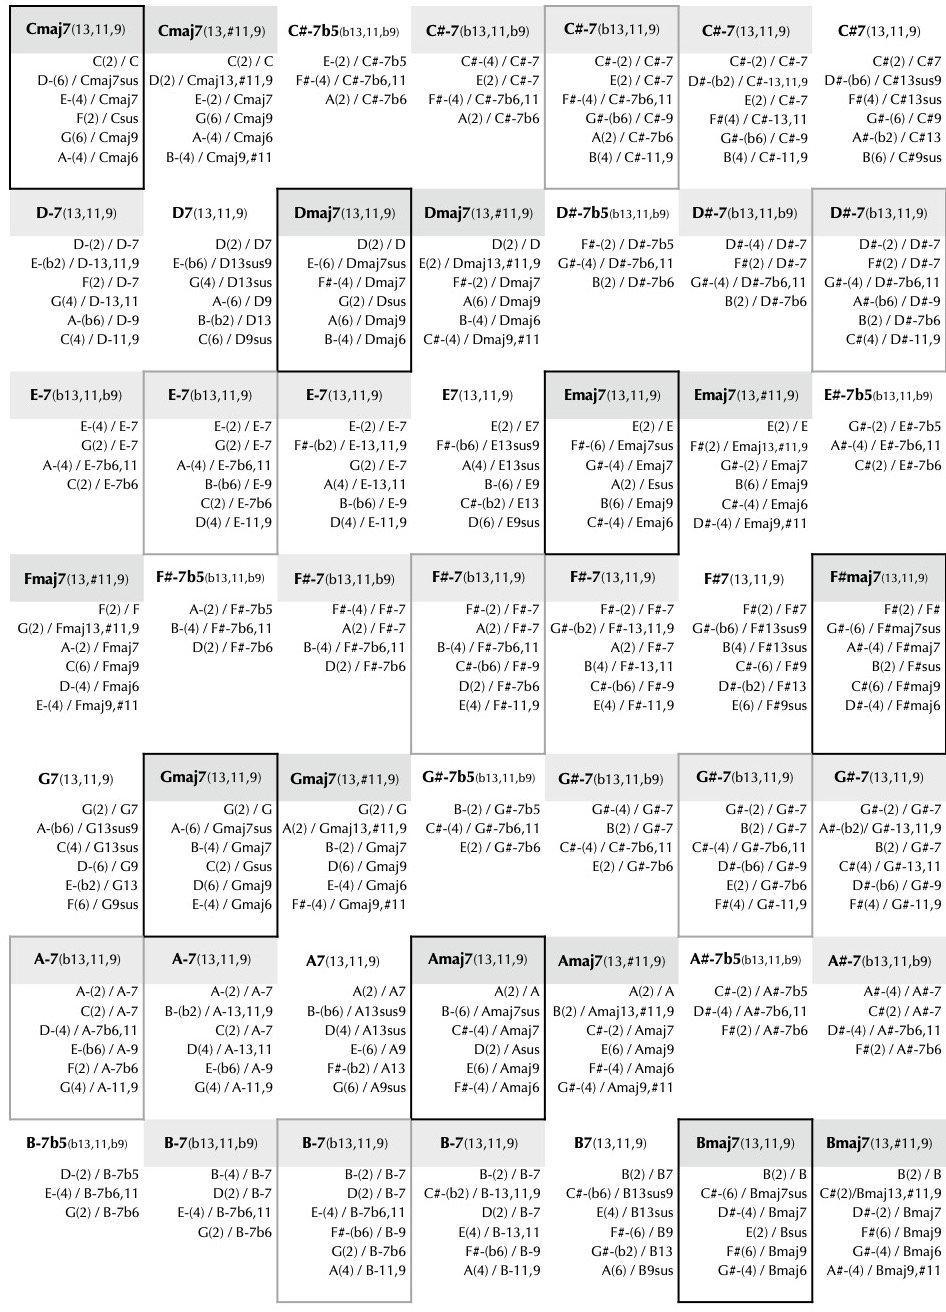 Cmaj7(13,11,9)
C(2) / C
D-(6) / Cmaj7sus
E-(4) / Cmaj7
F(2) / Csus
G(6) / Cmaj9
A-(4) / Cmaj6
Cmaj7(13,#11,9)
C(2) / C
D(2) / Cmaj13,#11,9
E-(2) / Cmaj7
G(6) / Cmaj9
A-(4) / Cmaj6
B-(4) / Cmaj9,#11
C#-7b5(b13,11,b9)
E-(2) / C#-7b5
F#-(4) / C#-7b6,11
A(2) / C#-7b6
C#-7(b13,11,b9)
C#-(4) / C#-7
E(2) / C#-7
F#-(4) / C#-7b6,11
A(2) / C#-7b6
C#-7(b13,11,9)
C#-(2) / C#-7
E(2) / C#-7
F#-(4) / C#-7b6,11
G#-(b6) / C#-9
A(2) / C#-7b6
B(4) / C#-11,9
C#-7(13,11,9)
C#-(2) / C#-7
D#-(b2) / C#-13,11,9
E(2) / C#-7
F#(4) / C#-13,11
G#-(b6) / C#-9
B(4) / C#-11,9
C#7(13,11,9)
C#(2) / C#7
D#-(b6) / C#13sus9
F#(4) / C#13sus
G#-(6) / C#9
A#-(b2) / C#13
B(6) / C#9sus
D-7(13,11,9)
D-(2) / D-7
E-(b2) / D-13,11,9
F(2) / D-7
G(4) / D-13,11
A-(b6) / D-9
C(4) / D-11,9
D7(13,11,9)
D(2) / D7
E-(b6) / D13sus9
G(4) / D13sus
A-(6) / D9
B-(b2) / D13
C(6) / D9sus
Dmaj7(13,11,9)
D(2) / D
E-(6) / Dmaj7sus
F#-(4) / Dmaj7
G(2) / Dsus
A(6) / Dmaj9
B-(4) / Dmaj6
Dmaj7(13,#11,9)
D(2) / D
E(2) / Dmaj13,#11,9
F#-(2) / Dmaj7
A(6) / Dmaj9
B-(4) / Dmaj6
C#-(4) / Dmaj9,#11
D#-7b5(b13,11,b9)
F#-(2) / D#-7b5
G#-(4) / D#-7b6,11
B(2) / D#-7b6
D#-7(b13,11,b9)
D#-(4) / D#-7
F#(2) / D#-7
G#-(4) / D#-7b6,11
B(2) / D#-7b6
D#-7(b13,11,9)
D#-(2) / D#-7
F#(2) / D#-7
G#-(4) / D#-7b6,11
A#-(b6) / D#-9
B(2) / D#-7b6
C#(4) / D#-11,9
E-7(b13,11,b9)
E-(4) / E-7
G(2) / E-7
A-(4) / E-7b6,11
C(2) / E-7b6
E-7(b13,11,9)
E-(2) / E-7
G(2) / E-7
A-(4) / E-7b6,11
B-(b6) / E-9
C(2) / E-7b6
D(4) / E-11,9
E-7(13,11,9)
E-(2) / E-7
F#-(b2) / E-13,11,9
G(2) / E-7
A(4) / E-13,11
B-(b6) / E-9
D(4) / E-11,9
E7(13,11,9)
E(2) / E7
F#-(b6) / E13sus9
A(4) / E13sus
B-(6) / E9
C#-(b2) / E13
D(6) / E9sus
Emaj7(13,11,9)
E(2) / E
F#-(6) / Emaj7sus
G#-(4) / Emaj7
A(2) / Esus
B(6) / Emaj9
C#-(4) / Emaj6
Emaj7(13,#11,9)
E(2) / E
F#(2) / Emaj13,#11,9
G#-(2) / Emaj7
B(6) / Emaj9
C#-(4) / Emaj6
D#-(4) / Emaj9,#11
E#-7b5(b13,11,b9)
G#-(2) / E#-7b5
A#-(4) / E#-7b6,11
C#(2) / E#-7b6
Fmaj7(13,#11,9)
F(2) / F
G(2) / Fmaj13,#11,9
A-(2) / Fmaj7
C(6) / Fmaj9
D-(4) / Fmaj6
E-(4) / Fmaj9,#11
F#-7b5(b13,11,b9)
A-(2) / F#-7b5
B-(4) / F#-7b6,11
D(2) / F#-7b6
F#-7(b13,11,b9)
F#-(4) / F#-7
A(2) / F#-7
B-(4) / F#-7b6,11
D(2) / F#-7b6
F#-7(b13,11,9)
F#-(2) / F#-7
A(2) / F#-7
B-(4) / F#-7b6,11
C#-(b6) / F#-9
D(2) / F#-7b6
E(4) / F#-11,9
F#-7(13,11,9)
F#-(2) / F#-7
G#-(b2) / F#-13,11,9
A(2) / F#-7
B(4) / F#-13,11
C#-(b6) / F#-9
E(4) / F#-11,9
F#7(13,11,9)
F#(2) / F#7
G#-(b6) / F#13sus9
B(4) / F#13sus
C#-(6) / F#9
D#-(b2) / F#13
E(6) / F#9sus
F#maj7(13,11,9)
F#(2) / F#
G#-(6) / F#maj7sus
A#-(4) / F#maj7
B(2) / F#sus
C#(6) / F#maj9
D#-(4) / F#maj6
G7(13,11,9)
G(2) / G7
A-(b6) / G13sus9
C(4) / G13sus
D-(6) / G9
E-(b2) / G13
F(6) / G9sus
Gmaj7(13,11,9)
G(2) / G
A-(6) / Gmaj7sus
B-(4) / Gmaj7
C(2) / Gsus
D(6) / Gmaj9
E-(4) / Gmaj6
Gmaj7(13,#11,9)
G(2) / G
A(2) / Gmaj13,#11,9
B-(2) / Gmaj7
D(6) / Gmaj9
E-(4) / Gmaj6
F#-(4) / Gmaj9,#11
G#-7b5(b13,11,b9)
B-(2) / G#-7b5
C#-(4) / G#-7b6,11
E(2) / G#-7b6
G#-7(b13,11,b9)
G#-(4) / G#-7
B(2) / G#-7
C#-(4) / C#-7b6,11
E(2) / G#-7b6
G#-7(b13,11,9)
G#-(2) / G#-7
B(2) / G#-7
C#-(4) / G#-7b6,11
D#-(b6) / G#-9
E(2) / G#-7b6
F#(4) / G#-11,9
G#-7(13,11,9)
G#-(2) / G#-7
A#-(b2)/ G#-13,11,9
B(2) / G#-7
C#(4) / G#-13,11
D#-(b6) / G#-9
F#(4) / G#-11,9
A-7(b13,11,9)
A-(2) / A-7
C(2) / A-7
D-(4) / A-7b6,11
E-(b6) / A-9
F(2) / A-7b6
G(4) / A-11,9
A-7(13,11,9)
A-(2) / A-7
B-(b2) / A-13,11,9
C(2) / A-7
D(4) / A-13,11
E-(b6) / A-9
G(4) / A-11,9
A7(13,11,9)
A(2) / A7
B-(b6) / A13sus9
D(4) / A13sus
E-(6) / A9
F#-(b2) / A13
G(6) / A9sus
Amaj7(13,11,9)
A(2) / A
B-(6) / Amaj7sus
C#-(4) / Amaj7
D(2) / Asus
E(6) / Amaj9
F#-(4) / Amaj6
Amaj7(13,#11,9)
A(2) / A
B(2) / Amaj13,#11,9
C#-(2) / Amaj7
E(6) / Amaj9
F#-(4) / Amaj6
G#-(4) / Amaj9,#11
A#-7b5(b13,11,b9)
C#-(2) / A#-7b5
D#-(4) / A#-7b6,11
F#(2) / A#-7b6
A#-7(b13,11,b9)
A#-(4) / A#-7
C#(2) / A#-7
D#-(4) / A#-7b6,11
F#(2) / A#-7b6
B-7b5(b13,11,b9)
D-(2) / B-7b5
E-(4) / B-7b6,11
G(2) / B-7b6
B-7(b13,11,b9)
B-(4) / B-7
D(2) / B-7
E-(4) / B-7b6,11
G(2) / B-7b6
B-7(b13,11,9)
B-(2) / B-7
D(2) / B-7
E-(4) / B-7b6,11
F#-(b6) / B-9
G(2) / B-7b6
A(4) / B-11,9
B-7(13,11,9)
B-(2) / B-7
C#-(b2) / B-13,11,9
D(2) / B-7
E(4) / B-13,11
F#-(b6) / B-9
A(4) / B-11,9
B7(13,11,9)
B(2) / B7
C#-(b6) / B13sus9
E(4) / B13sus
F#-(6) / B9
G#-(b2) / B13
A(6) / B9sus
Bmaj7(13,11,9)
B(2) / B
C#-(6) / Bmaj7sus
D#-(4) / Bmaj7
E(2) / Bsus
F#(6) / Bmaj9
G#-(4) / Bmaj6
Bmaj7(13,#11,9)
B(2) / B
C#(2)/Bmaj13,#11,9
D#-(2) / Bmaj7
F#(6) / Bmaj9
G#-(4) / Bmaj6
A#-(4) / Bmaj9,#11